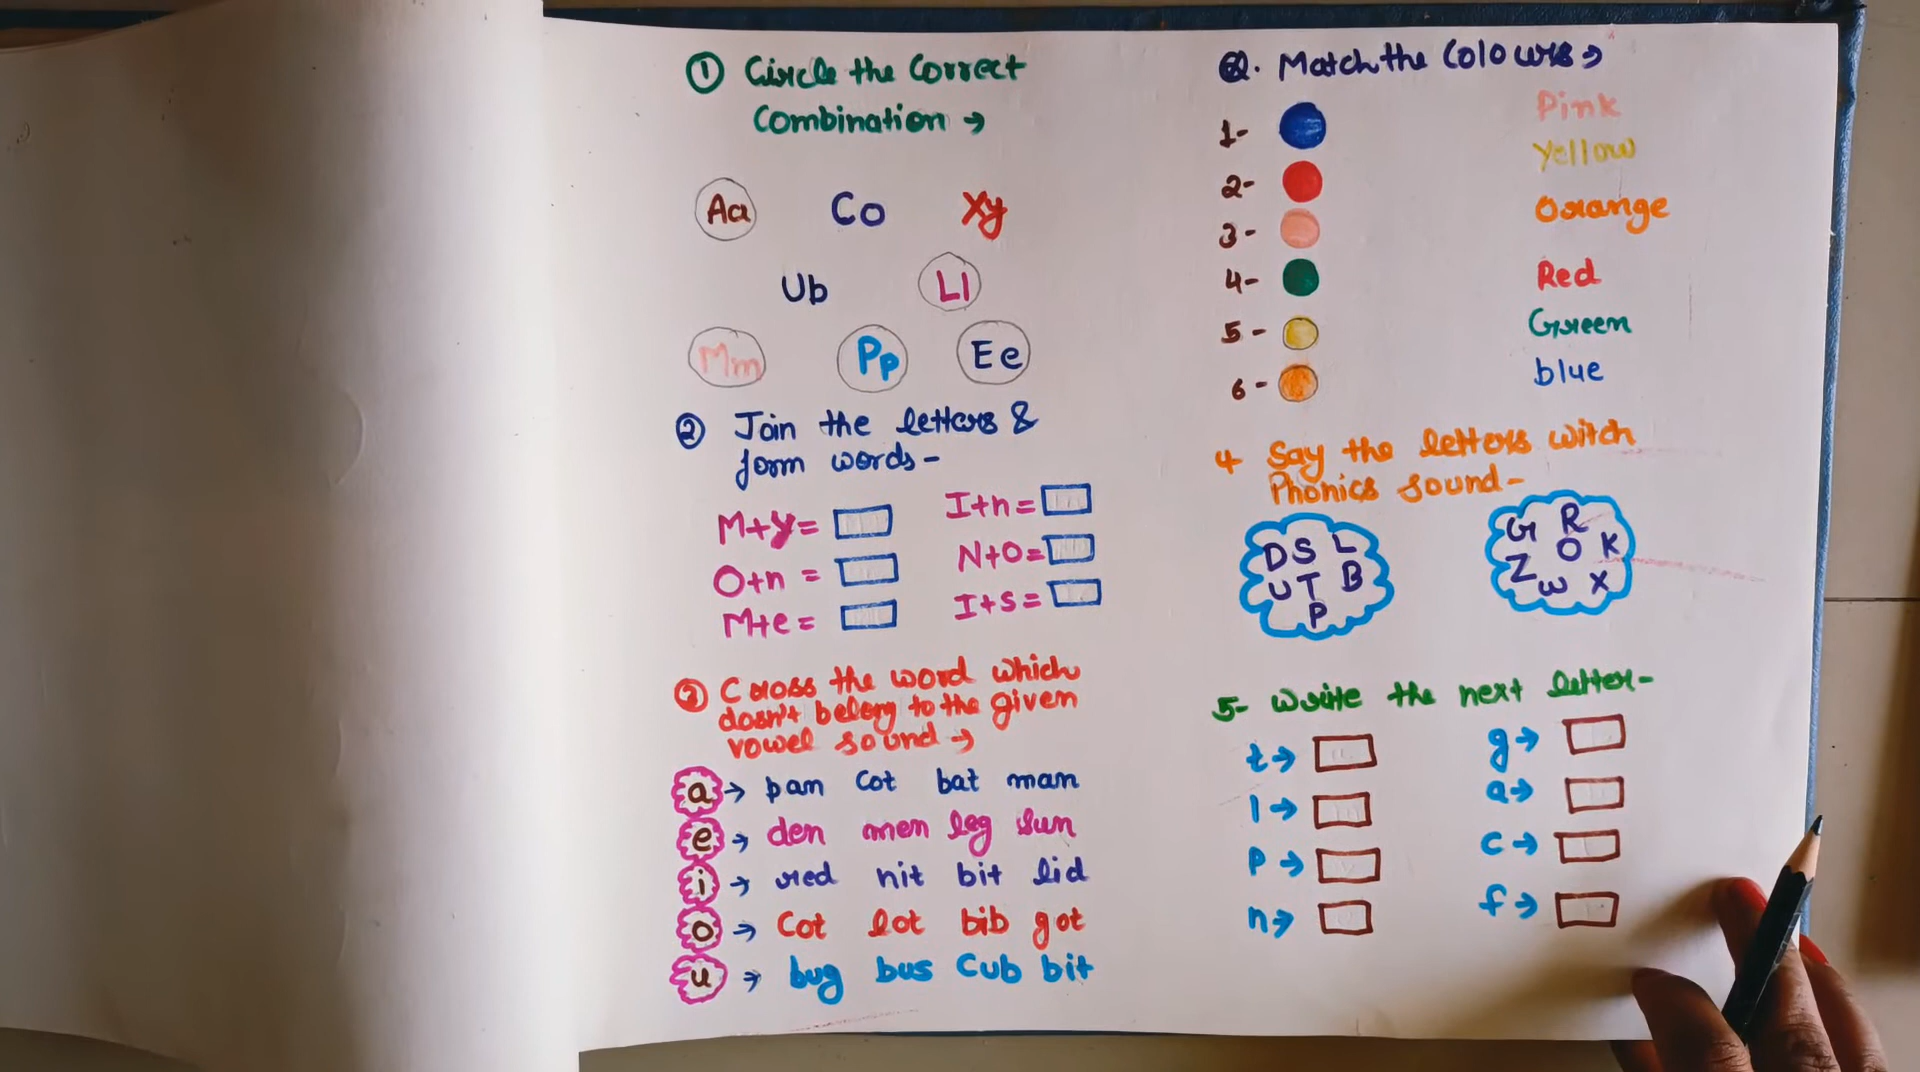 ① Circle the Correct
Combination →
Aa Co Xy
Ub Ll
Mm Pp Ee
② Join the letters &
form words-
M+y= I+n=
O+n = N+O=
M+e = I+s=
③ Cross the word which
dosn't belong to the given
vowel sound →
a → pam Cot bat man
e → den men leg sun
i → red nit bit lid
o → Cot lot bib got
u → bug bus Cub bit
Q. Match the Colours →
1- Pink
2- Yellow
3- Orange
4- Red
5- Green
6- blue
4 Say the letters witch
Phonics sound-
D S L
U T B
P
G R
Z O K
W X
5- Write the next letter-
t → g →
l → a →
P → c →
n → f →